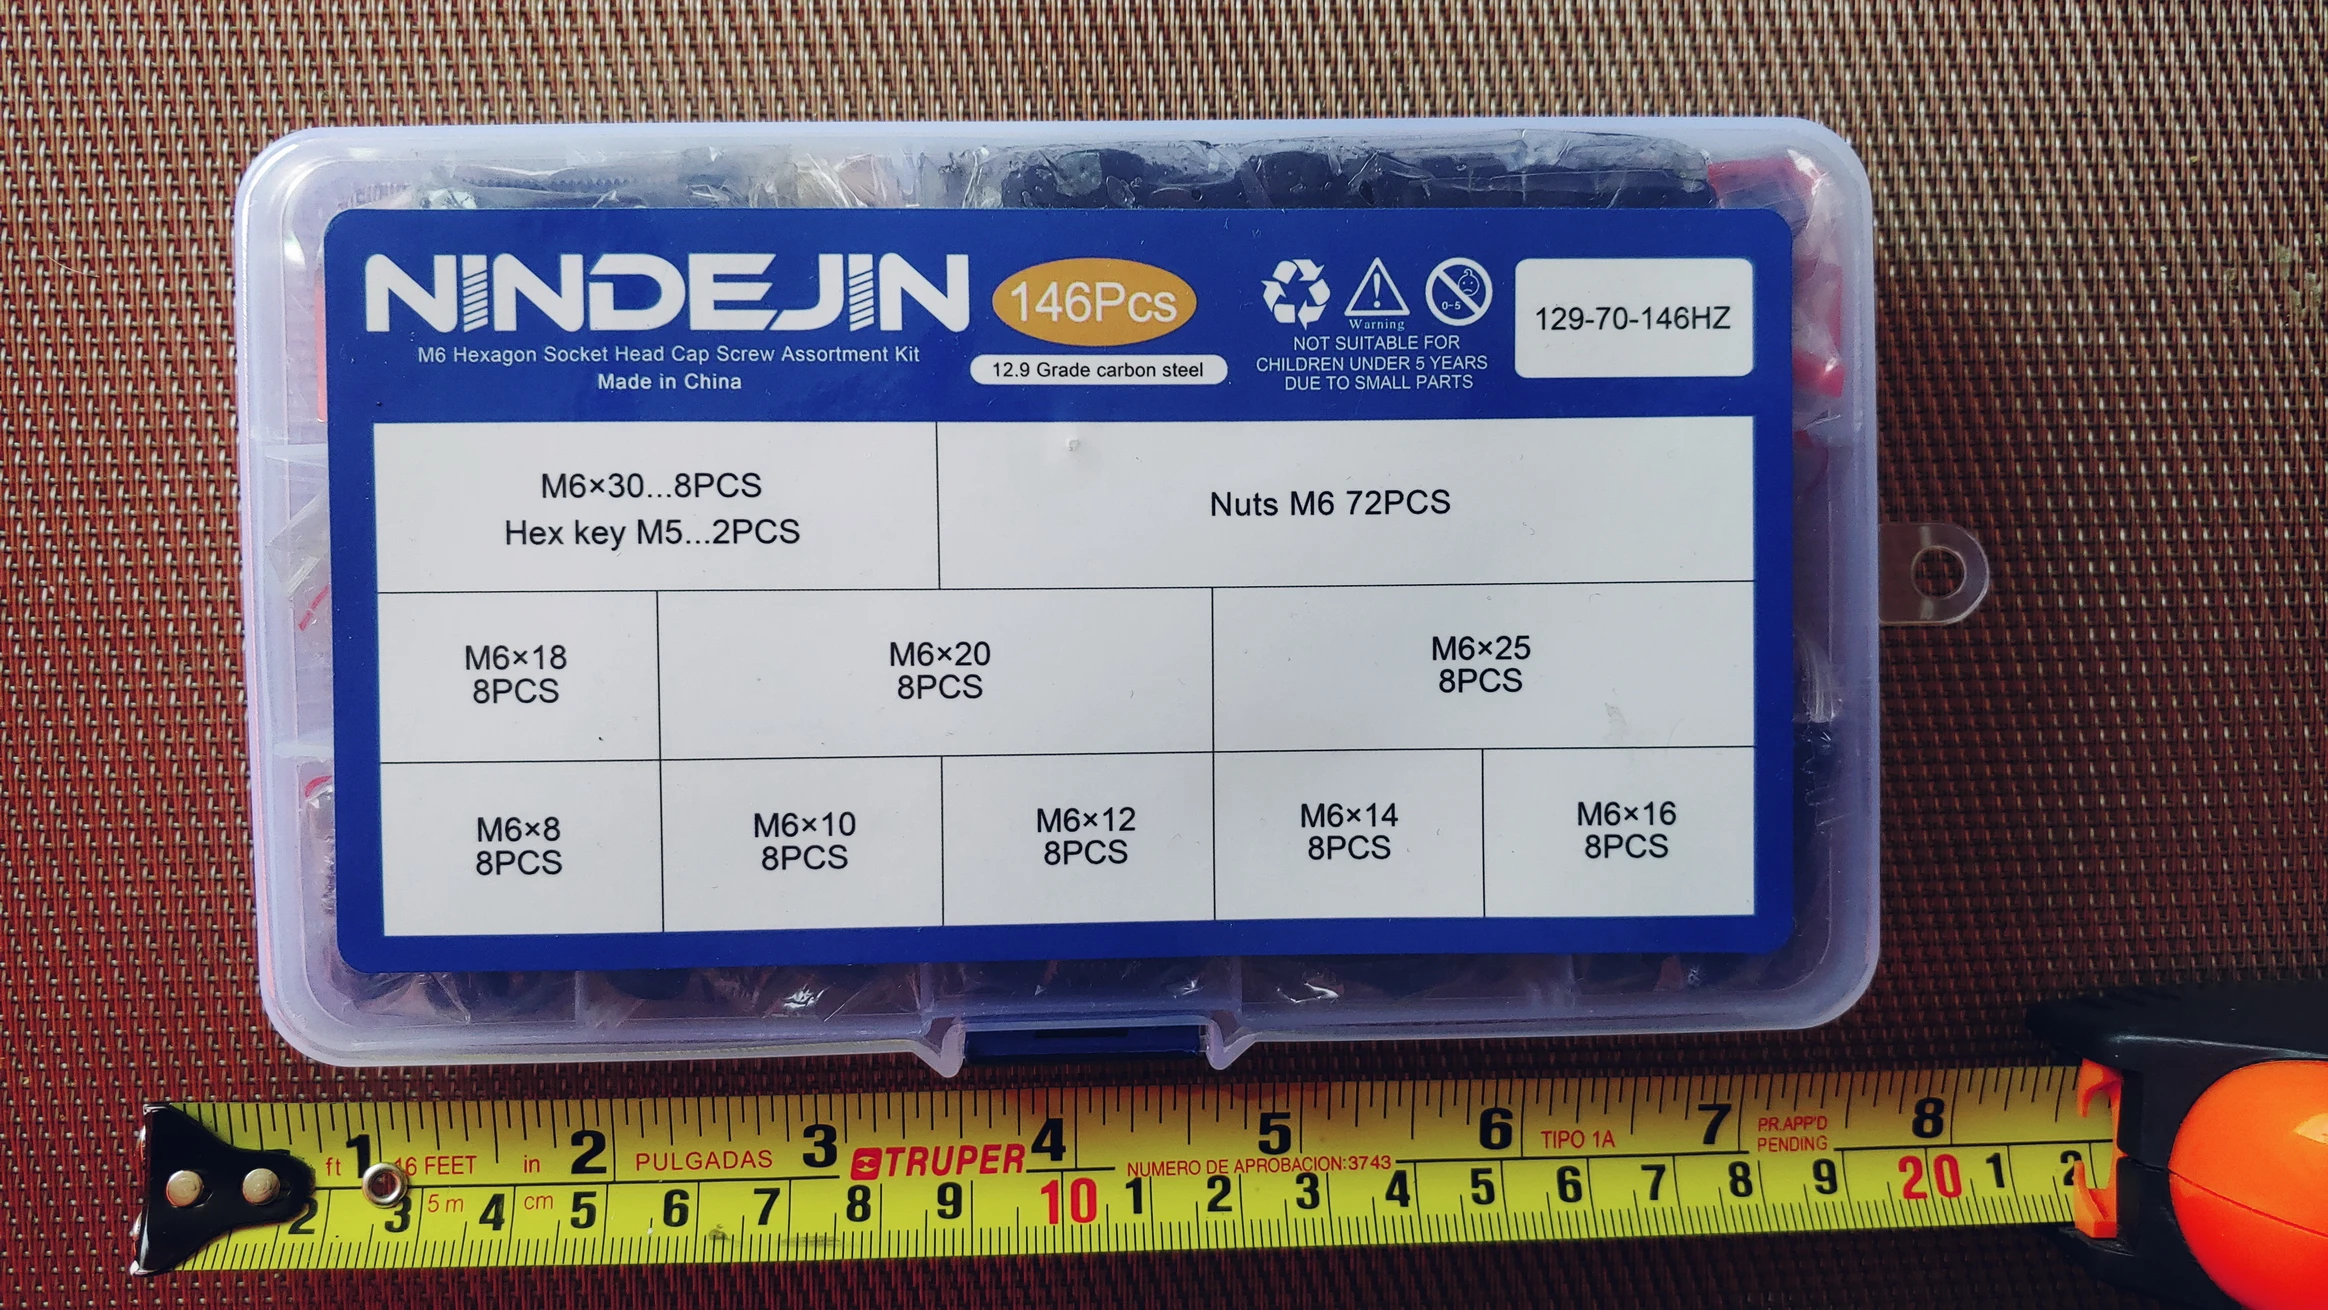 NINDEJIN
146Pcs
M6 Hexagon Socket Head Cap Screw Assortment Kit
Made in China
12.9 Grade carbon steel
Warning
0-5
NOT SUITABLE FOR
CHILDREN UNDER 5 YEARS
DUE TO SMALL PARTS
129-70-146HZ
M6×30...8PCS
Hex key M5...2PCS
Nuts M6 72PCS
M6×18
8PCS
M6×20
8PCS
M6×25
8PCS
M6×8
8PCS
M6×10
8PCS
M6×12
8PCS
M6×14
8PCS
M6×16
8PCS
ft 1 16 FEET in 2 PULGADAS 3 TRUPER 4 NUMERO DE APROBACION:3743 5 6 TIPO 1A 7 PR.APP'D 8
PENDING
2 3 5 m 4 cm 5 6 7 8 9 10 1 2 3 4 5 6 7 8 9 20 1 2